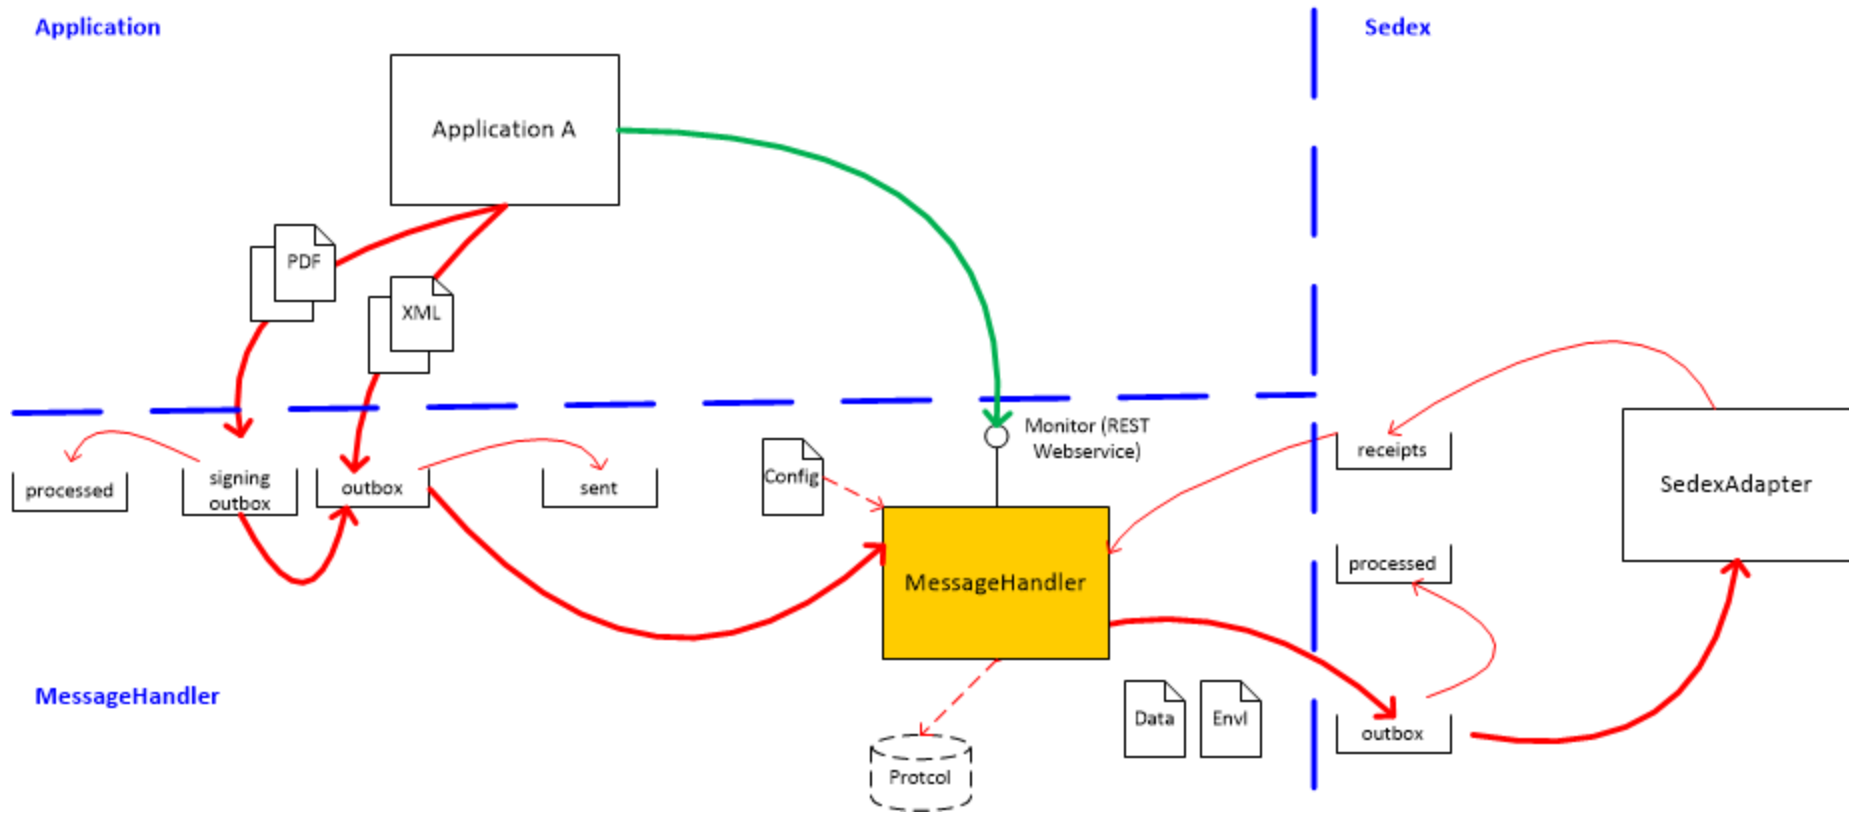 Application
Sedex
Application A
PDF
XML
Monitor (REST
Webservice)
receipts
Config
SedexAdapter
processed
signing
outbox
outbox
sent
processed
MessageHandler
MessageHandler
Data
Envl
outbox
Protcol